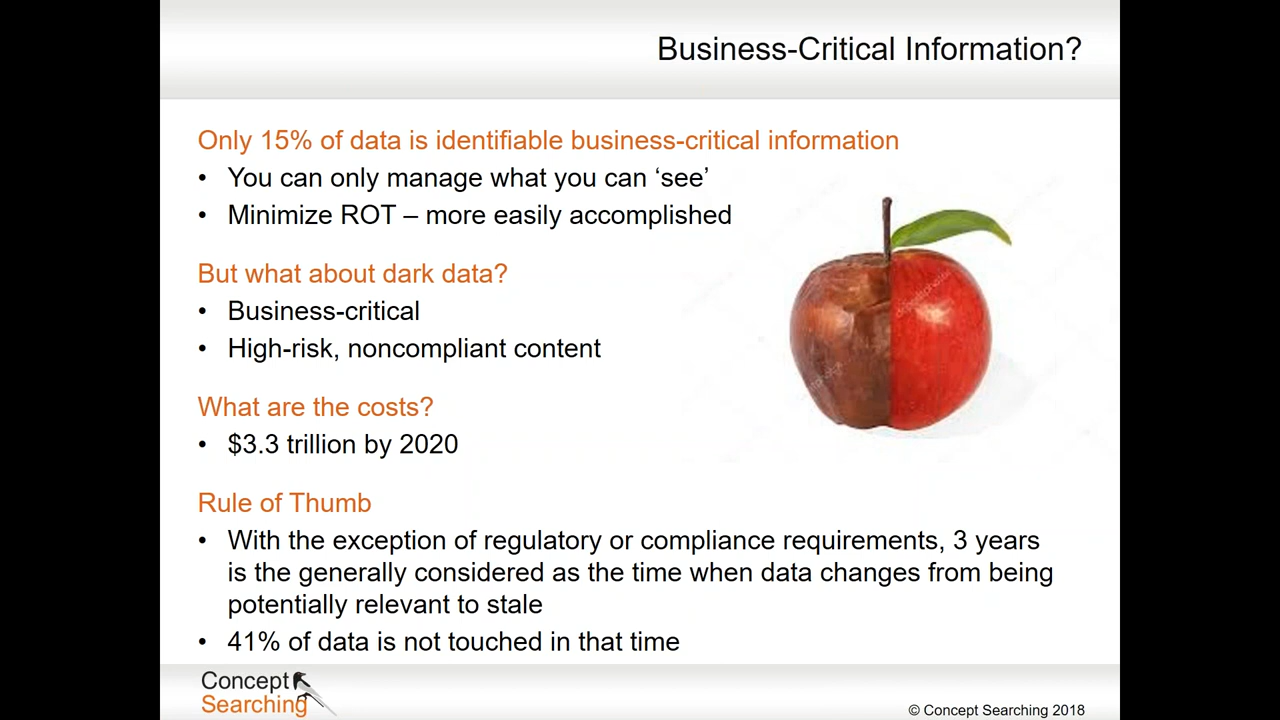 Business-Critical Information?
Only 15% of data is identifiable business-critical information
• You can only manage what you can ‘see’
• Minimize ROT – more easily accomplished
But what about dark data?
• Business-critical
• High-risk, noncompliant content
What are the costs?
• $3.3 trillion by 2020
Rule of Thumb
• With the exception of regulatory or compliance requirements, 3 years
is the generally considered as the time when data changes from being
potentially relevant to stale
• 41% of data is not touched in that time
Concept
Searching
© Concept Searching 2018